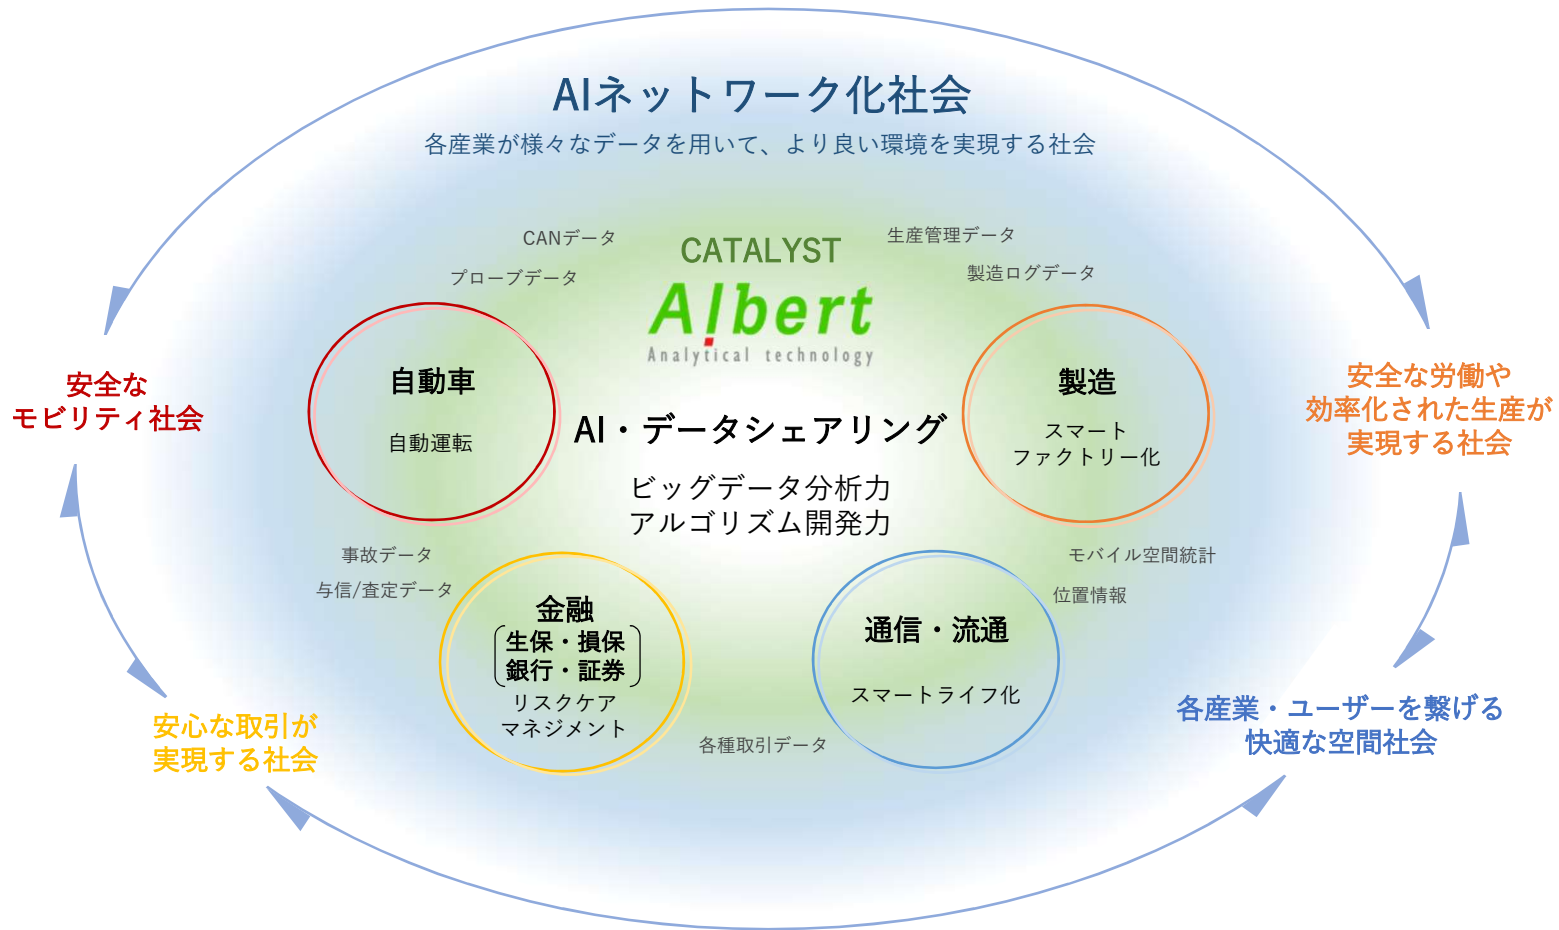 AIネットワーク化社会
各産業が様々なデータを用いて、より良い環境を実現する社会
CANデータ
プローブデータ
CATALYST
Albert
Analytical technology
生産管理データ
製造ログデータ
安全な
モビリティ社会
自動車
自動運転
AI・データシェアリング
ビッグデータ分析力
アルゴリズム開発力
製造
スマート
ファクトリー化
安全な労働や
効率化された生産が
実現する社会
事故データ
与信/査定データ
金融
生保・損保
銀行・証券
リスクケア
マネジメント
各種取引データ
通信・流通
スマートライフ化
モバイル空間統計
位置情報
安心な取引が
実現する社会
各産業・ユーザーを繋げる
快適な空間社会